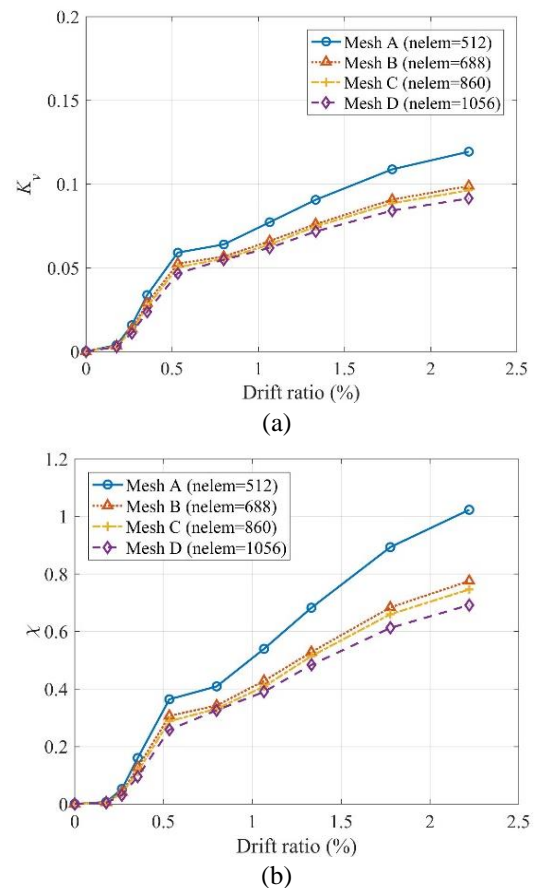 (a)
0.2
0.15
0.1
0.05
0
K_v
Mesh A (nelem=512)
Mesh B (nelem=688)
Mesh C (nelem=860)
Mesh D (nelem=1056)
0 0.5 1 1.5 2 2.5
Drift ratio (%)
(a)
1.2
1
0.8
0.6
0.4
0.2
0
χ
Mesh A (nelem=512)
Mesh B (nelem=688)
Mesh C (nelem=860)
Mesh D (nelem=1056)
0 0.5 1 1.5 2 2.5
Drift ratio (%)
(b)